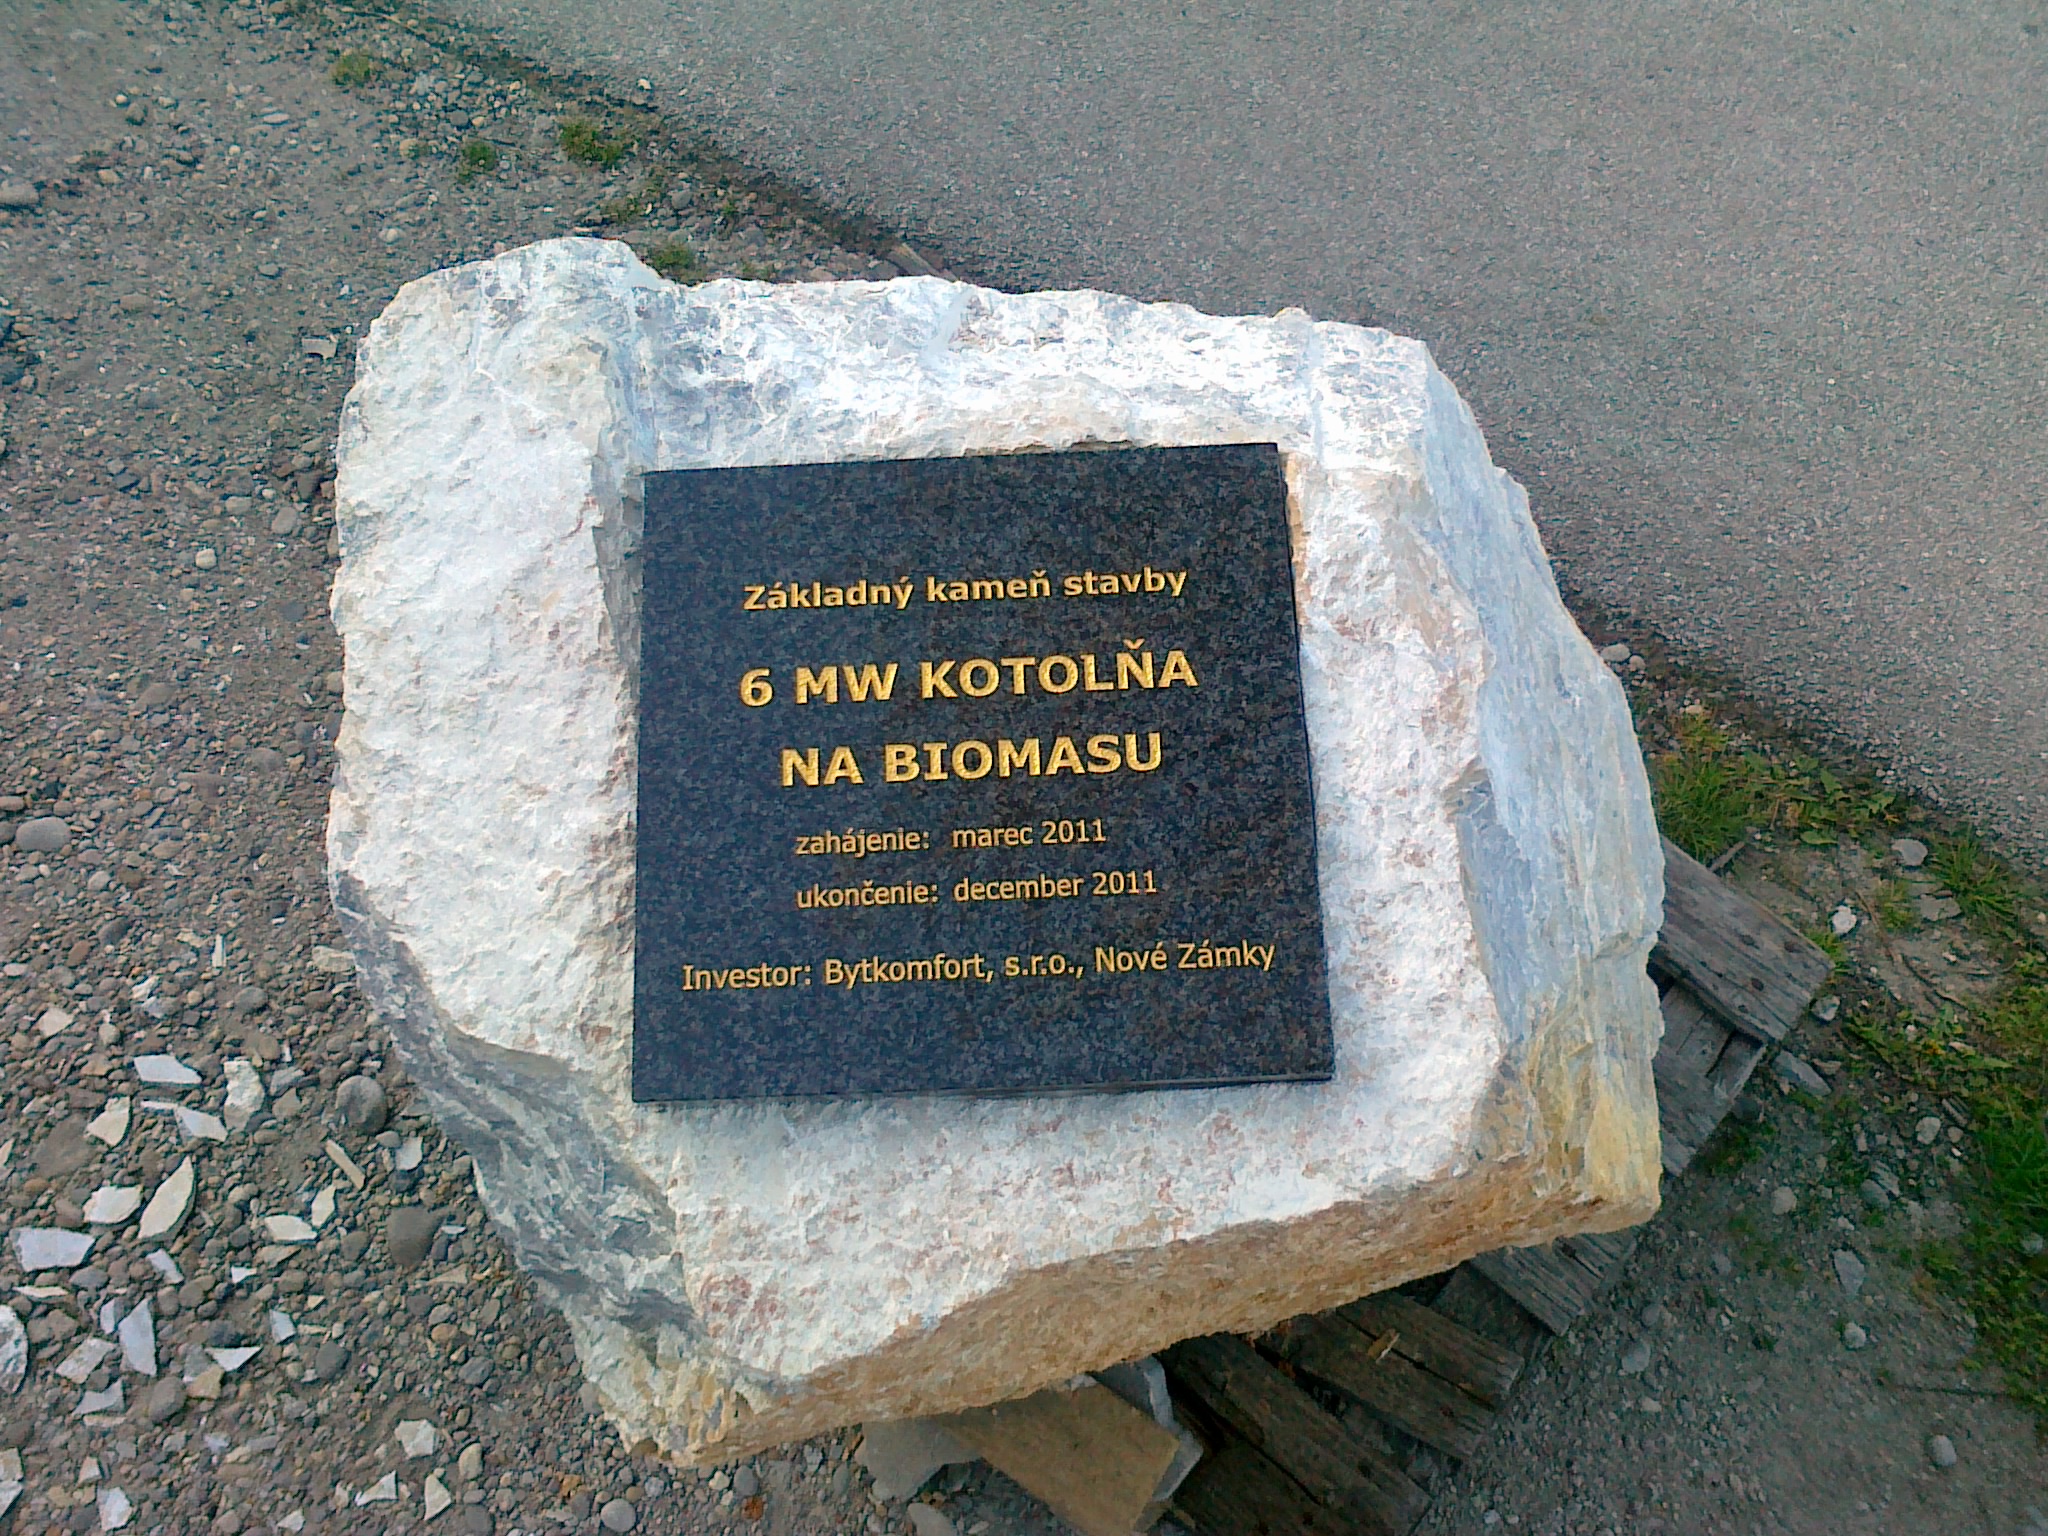 Základný kameň stavby
6 MW KOTOLŇA
NA BIOMASU
zahájenie: marec 2011
ukončenie: december 2011
Investor: Bytkomfort, s.r.o., Nové Zámky